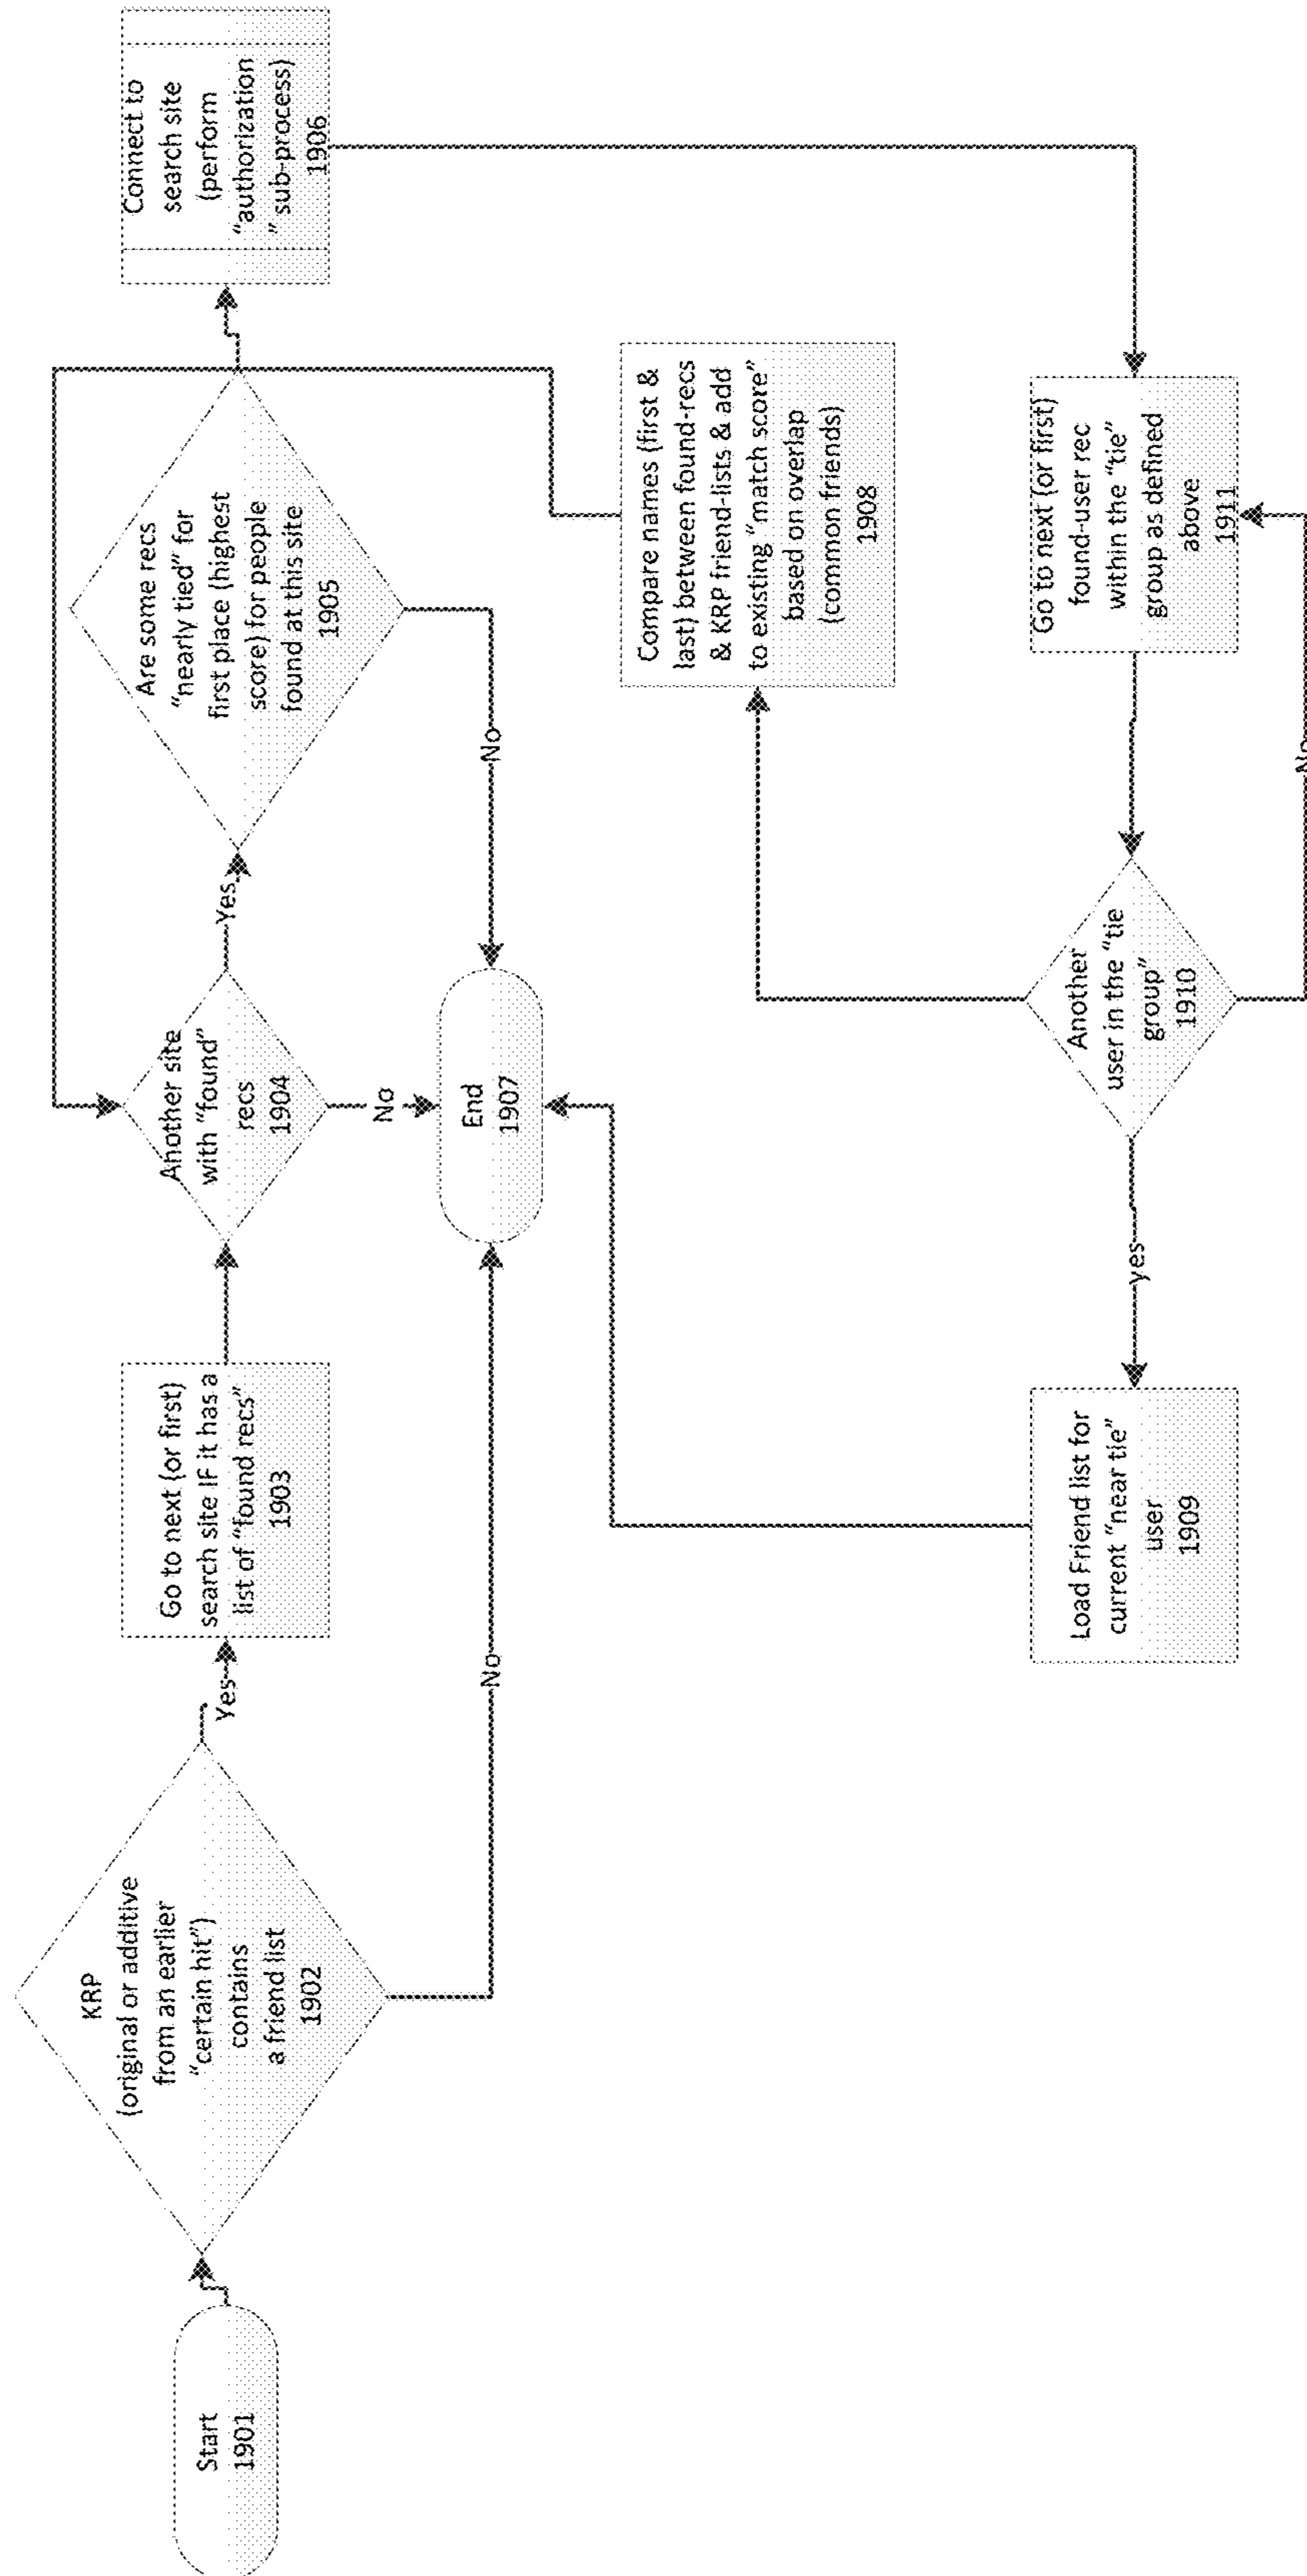 Start
1901
KRP
(original or additive
from an earlier
“certain hit”)
contains
a friend list
1902
Yes
No
Go to next (or first)
search site IF it has a
list of “found recs”
1903
Another site
with “found”
recs
1904
Yes
No
Are some recs
“nearly tied” for
first place (highest
score) for people
found at this site
1905
No
Connect to
search site
(perform
“authorization
” sub-process)
1906
End
1907
Compare names (first &
last) between found-recs
& KRP friend-lists & add
to existing “match score”
based on overlap
(common friends)
1908
Load Friend list for
current “near tie”
user
1909
yes
Another
user in the “tie
group”
1910
No
Go to next (or first)
found-user rec
within the “tie”
group as defined
above
1911